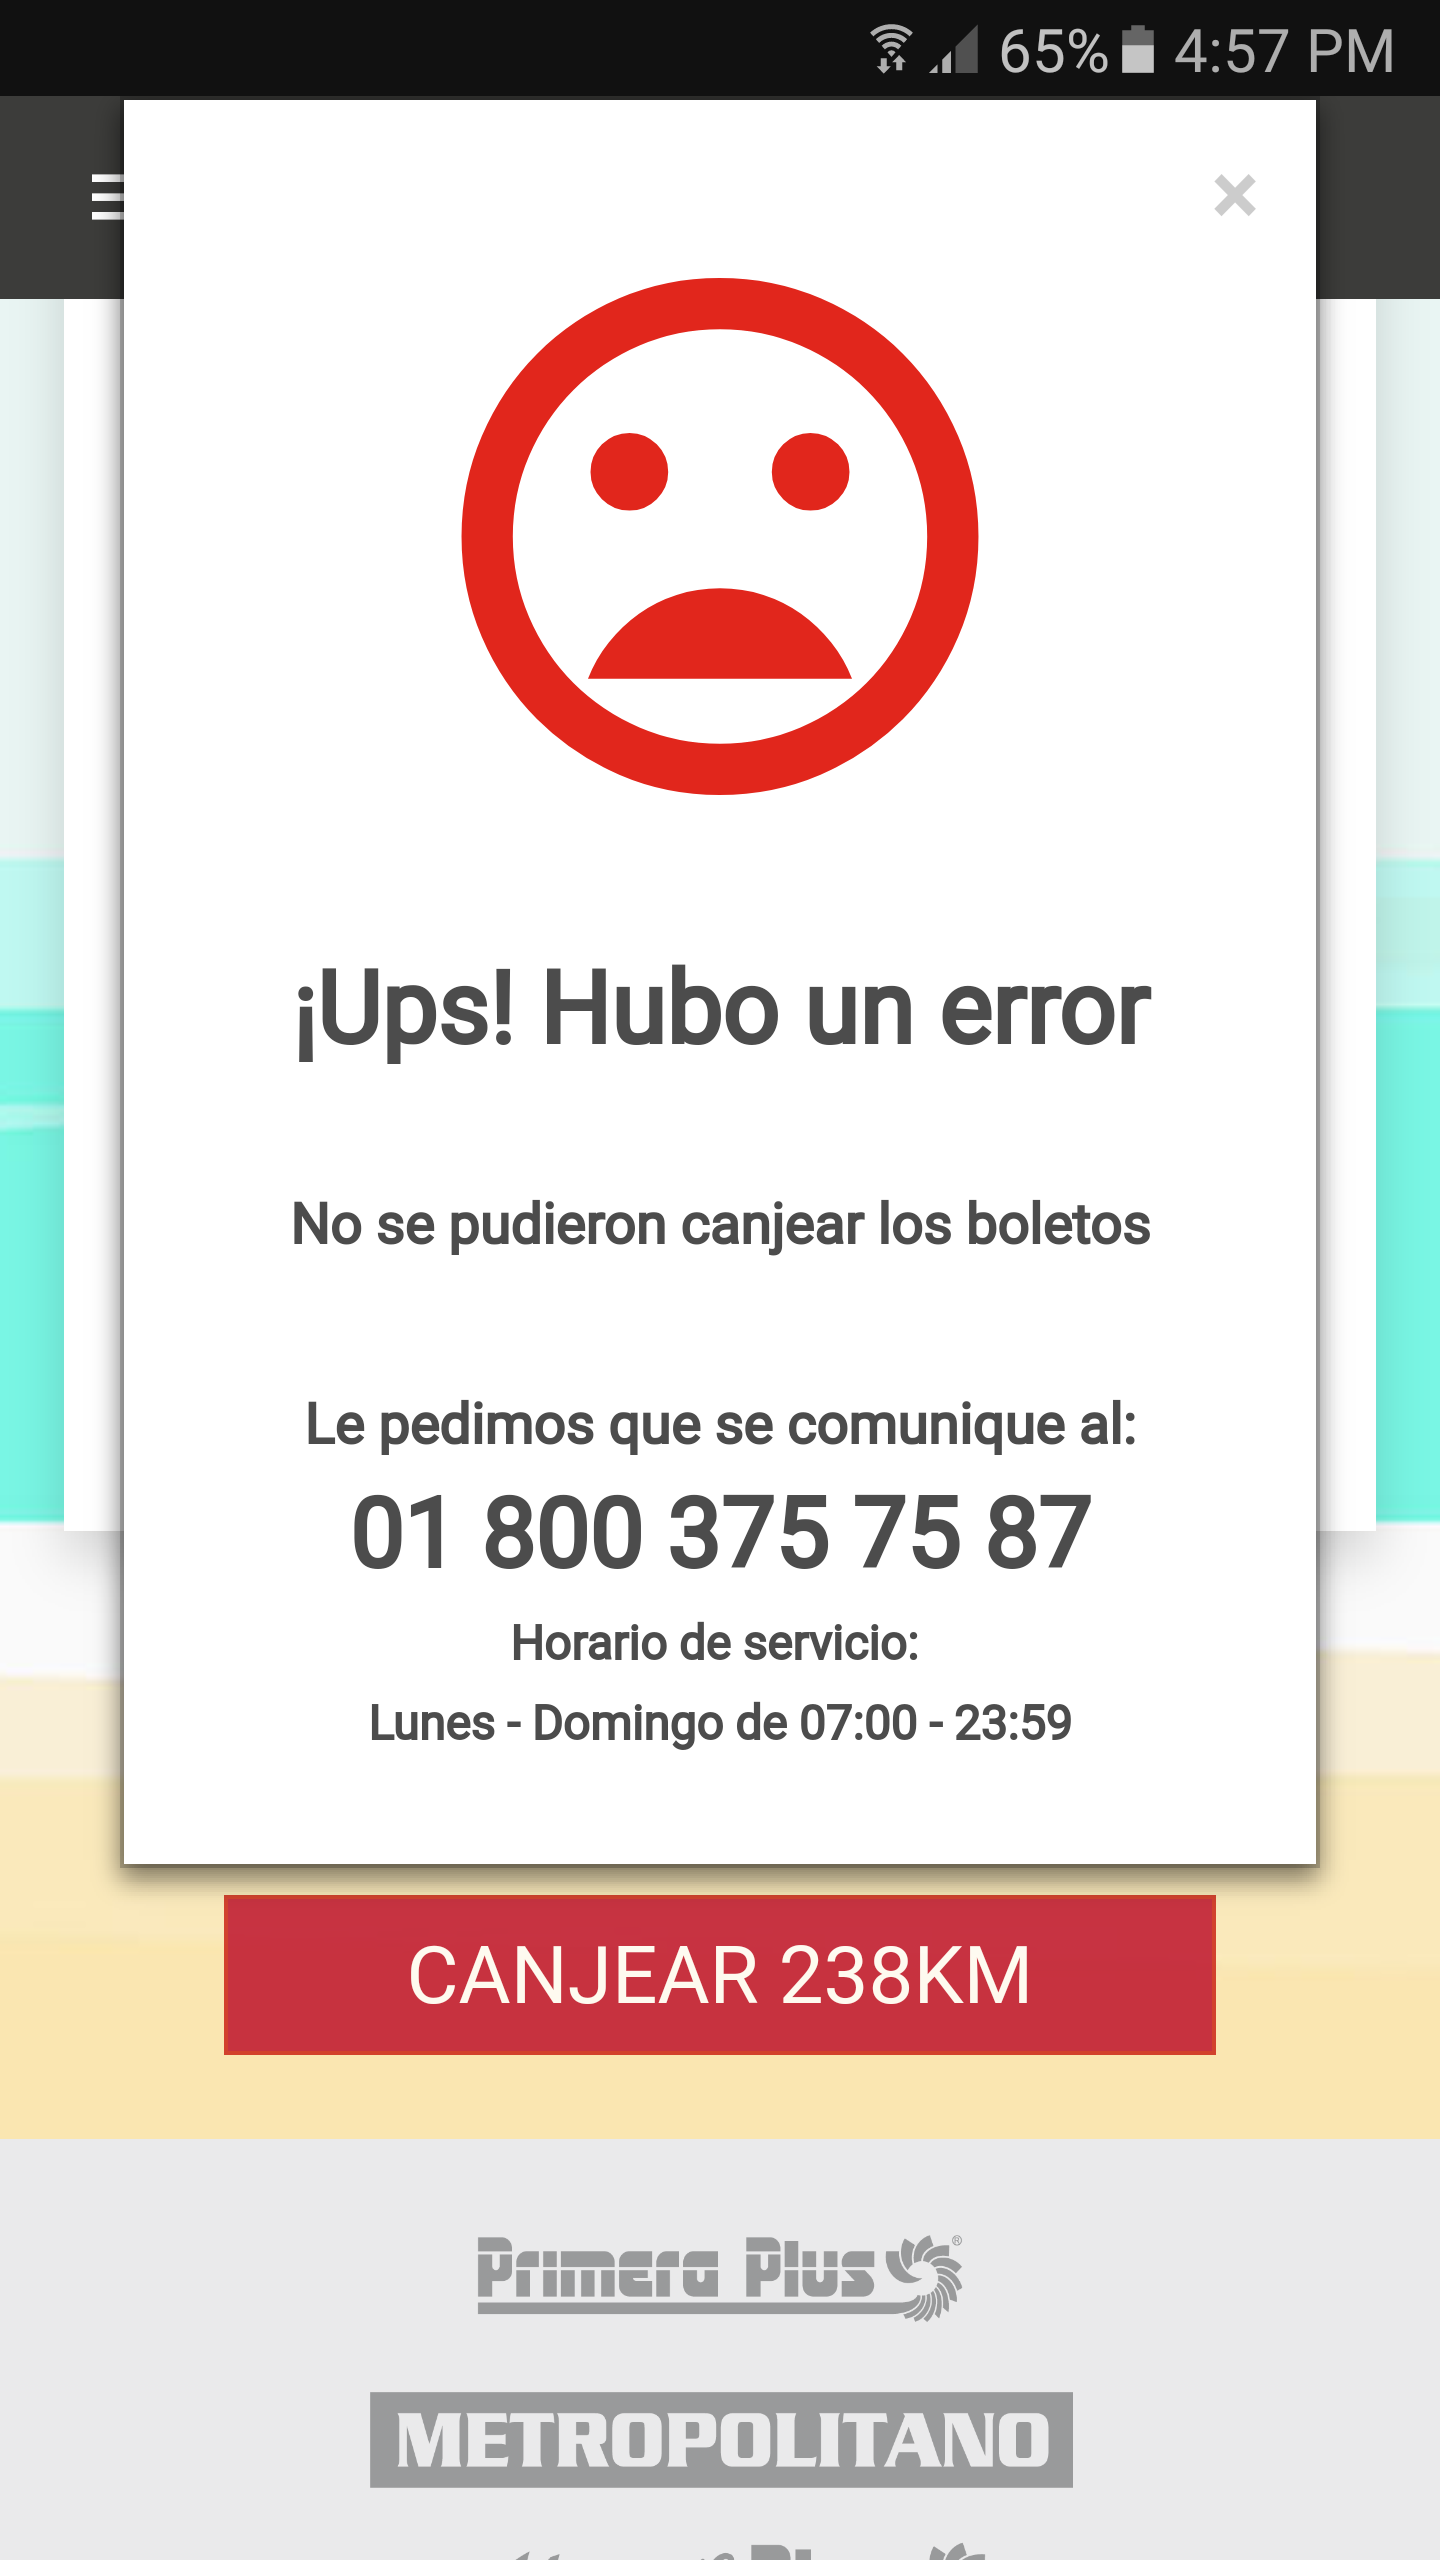 65% 4:57 PM
×
¡Ups! Hubo un error
No se pudieron canjear los boletos
Le pedimos que se comunique al:
01 800 375 75 87
Horario de servicio:
Lunes - Domingo de 07:00 - 23:59
CANJEAR 238KM
Primera Plus®
METROPOLITANO